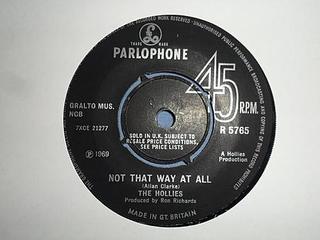 TRADE MARK
PARLOPHONE
45 R.P.M.
GRALTO MUS.
NCB
7XCE 21277
R 5765
SOLD IN U.K. SUBJECT TO
RESALE PRICE CONDITIONS,
SEE PRICE LISTS
℗ 1969
A Hollies
Production
NOT THAT WAY AT ALL
(Allan Clarke)
THE HOLLIES
Produced by Ron Richards
MADE IN GT. BRITAIN